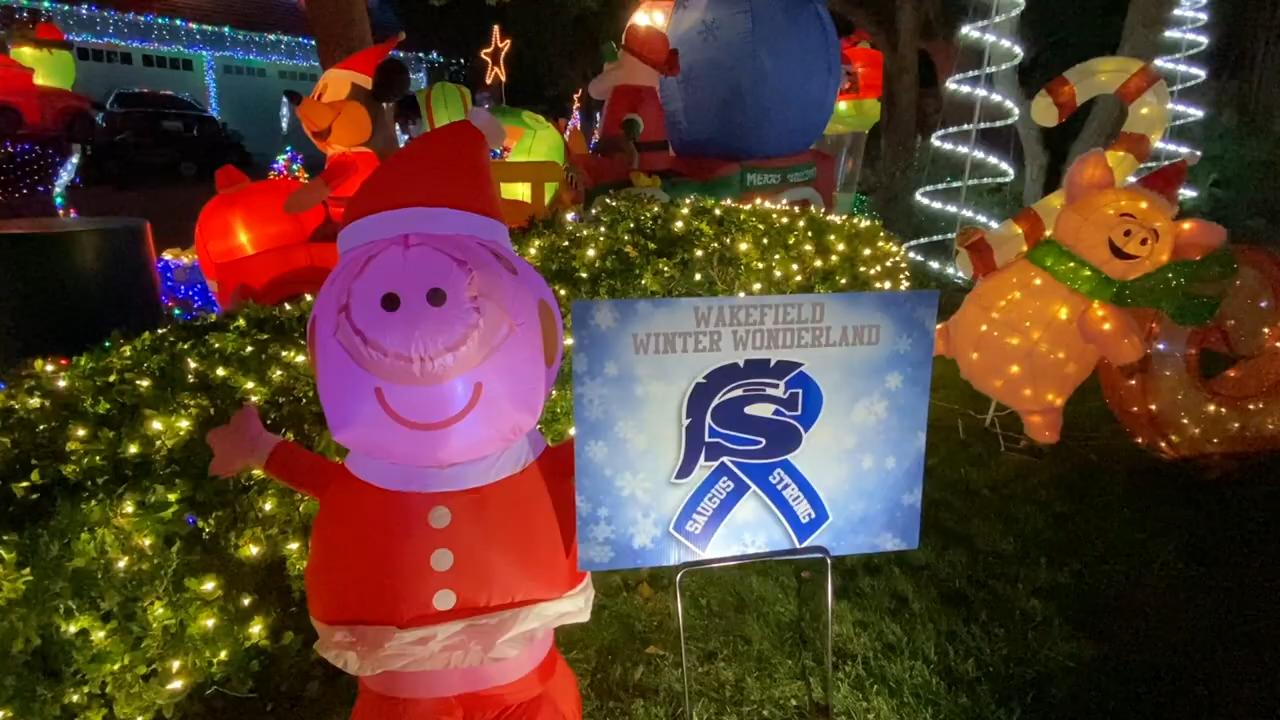 MERRY
WAKEFIELD
WINTER WONDERLAND
S
SAUGUS
STRONG